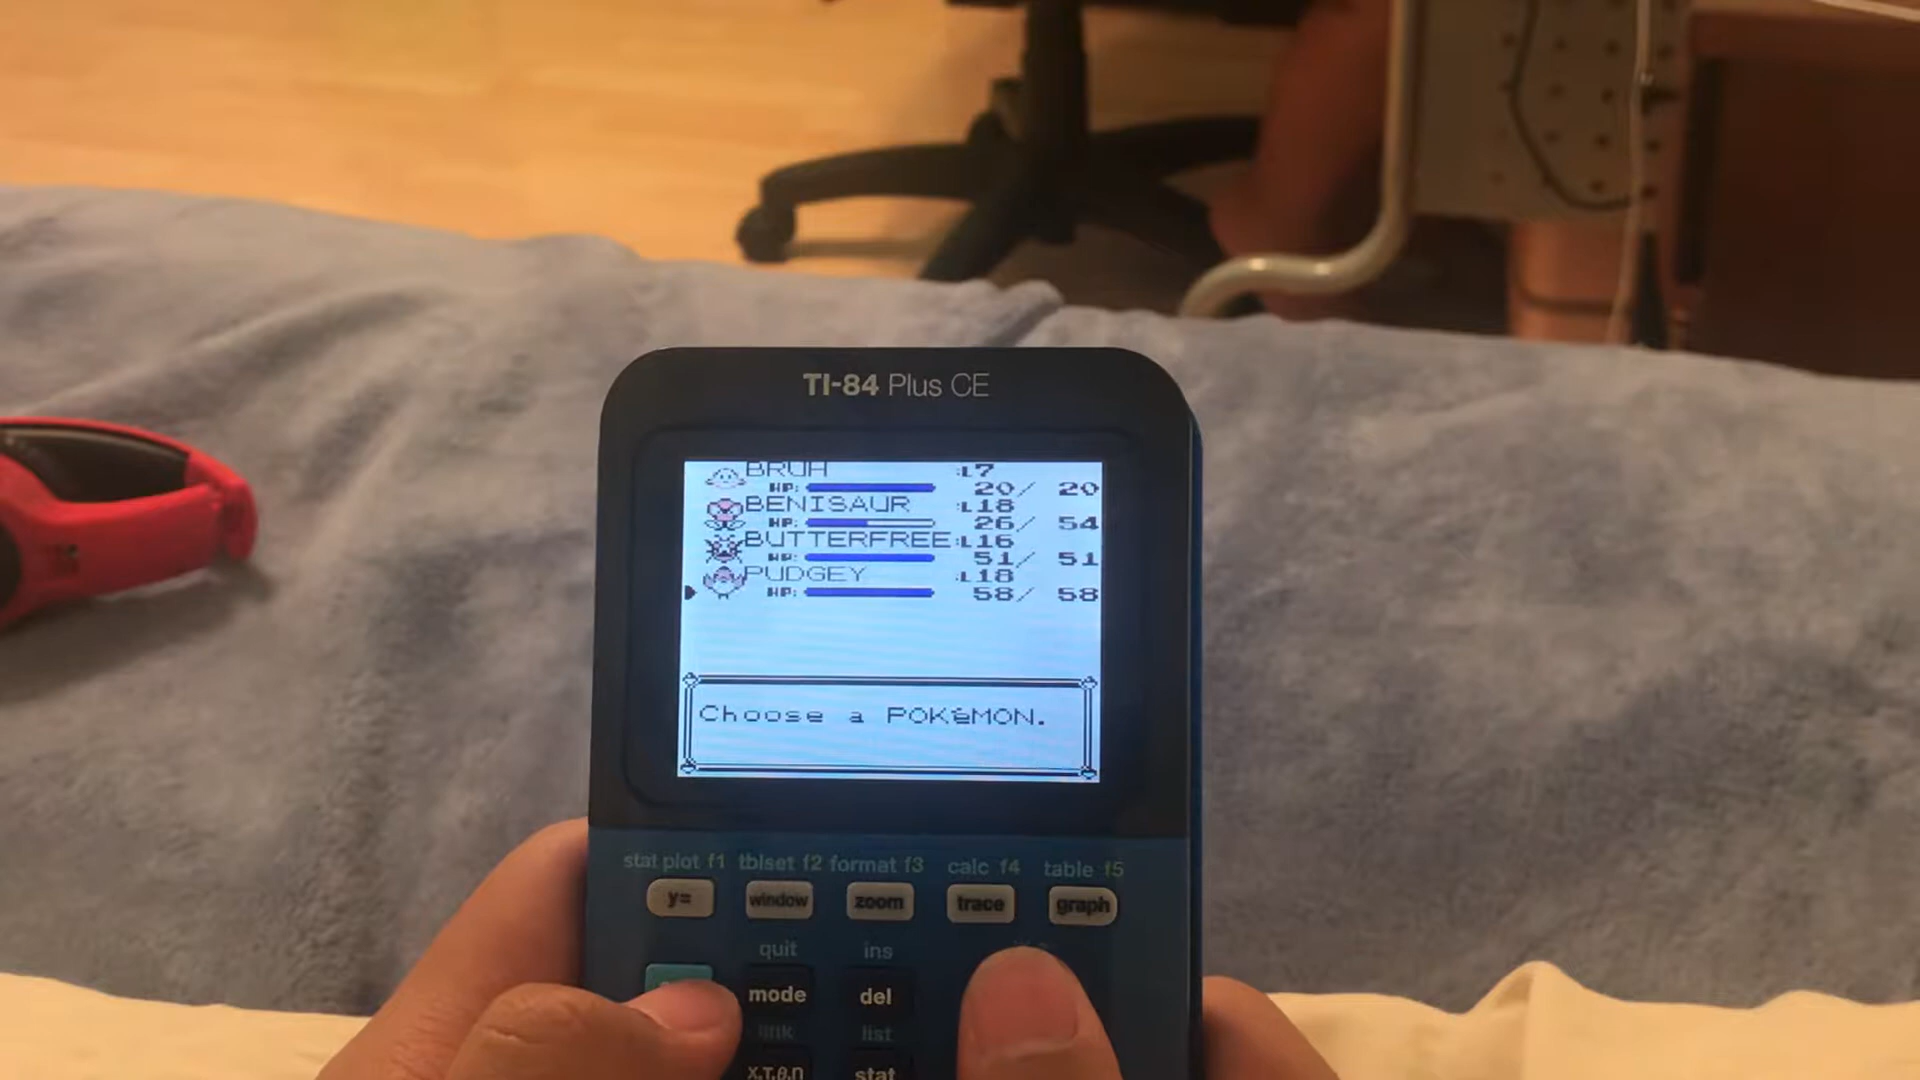 TI-84 Plus CE
BRUH :L7
HP: 20/ 20
BENISAUR :L18
HP: 26/ 54
BUTTERFREE :L16
HP: 51/ 51
PUDGEY :L18
HP: 58/ 58
Choose a POKéMON.
stat plot f1 tblset f2 format f3 calc f4 table f5
y= window zoom trace graph
quit ins
mode del
link list
X,T,θ,n stat